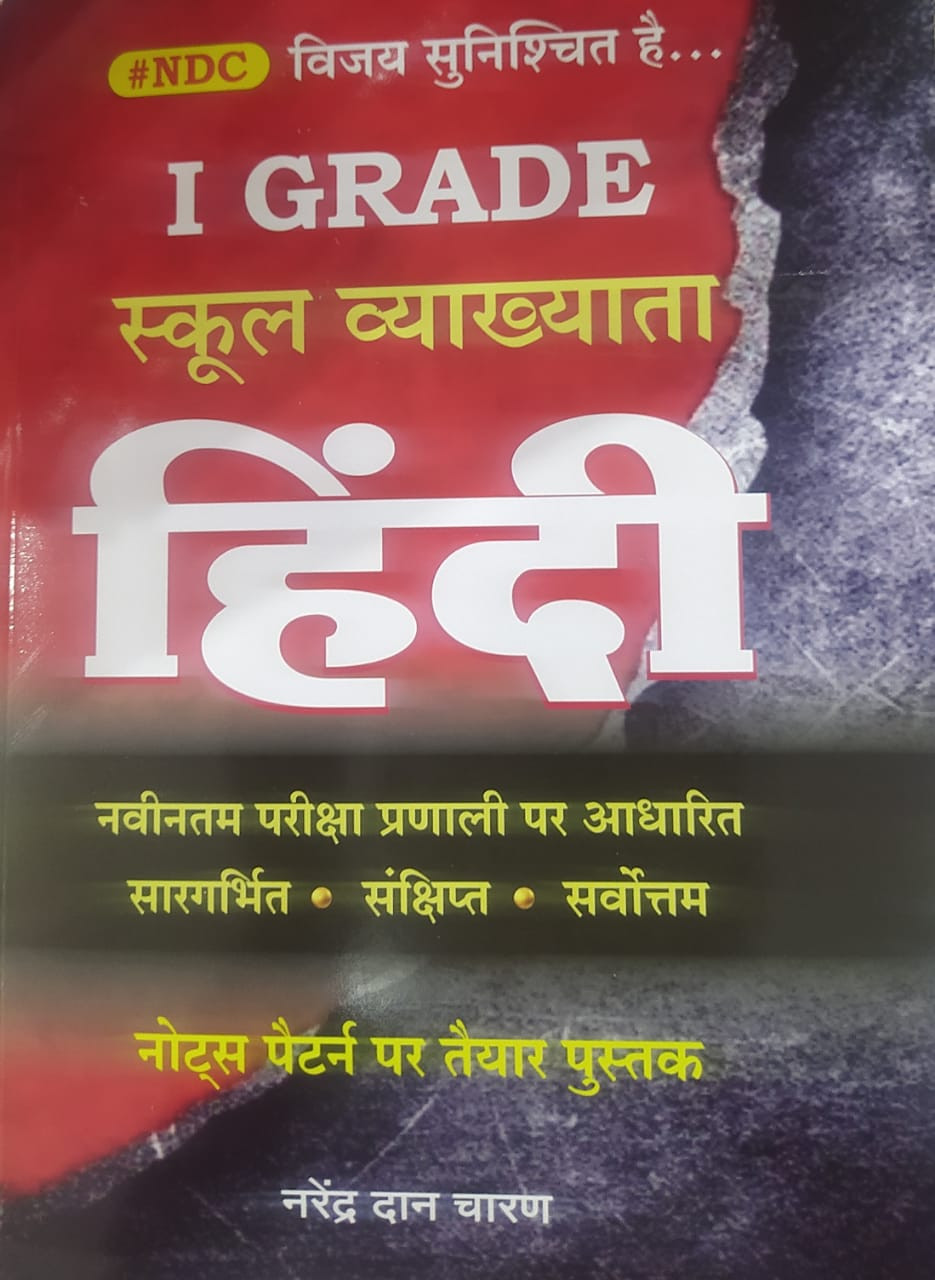 #NDC विजय सुनिश्चित है...
I GRADE
स्कूल व्याख्याता
हिंदी
नवीनतम परीक्षा प्रणाली पर आधारित
सारगर्भित • संक्षिप्त • सर्वोत्तम
नोट्स पैटर्न पर तैयार पुस्तक
नरेंद्र दान चारण